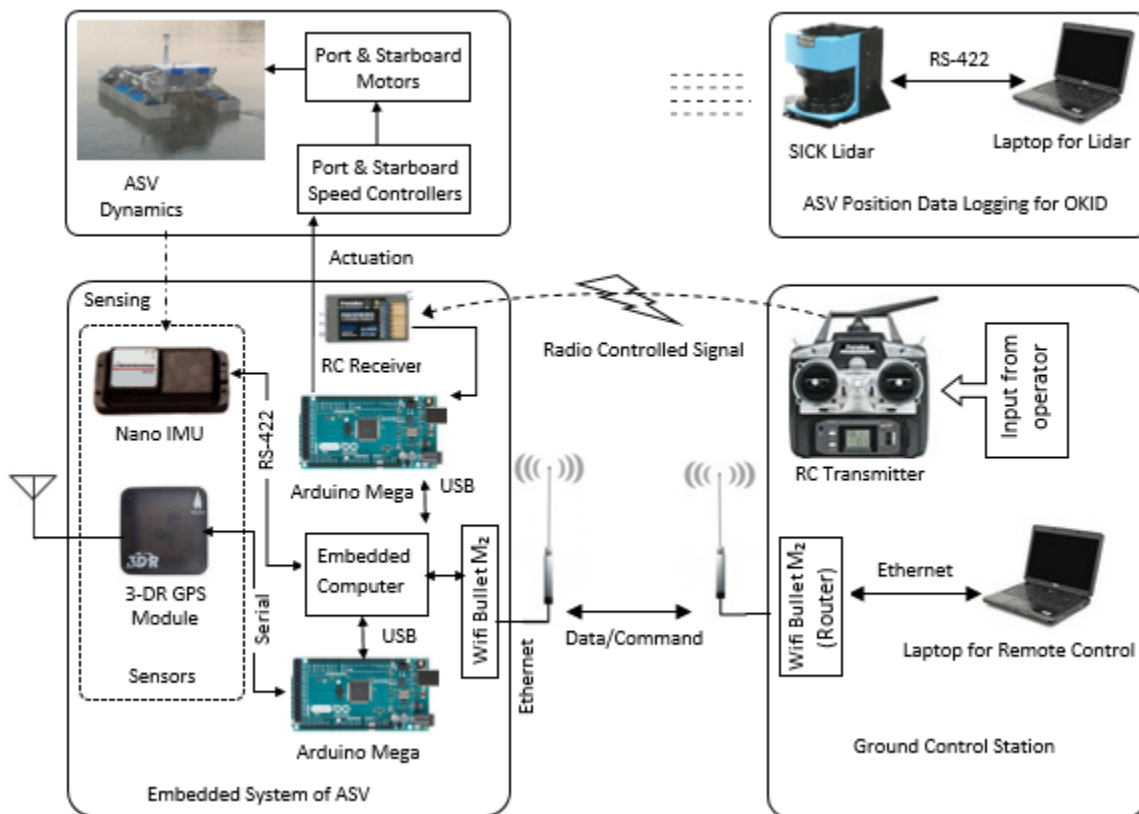 Port & Starboard
Motors
Port & Starboard
Speed Controllers
ASV
Dynamics
Actuation
RS-422
SICK Lidar
Laptop for Lidar
ASV Position Data Logging for OKID
Sensing
Nano IMU
3DR
3-DR GPS
Module
Sensors
RS-422
Serial
RC Receiver
Arduino Mega
USB
Embedded
Computer
USB
Arduino Mega
Wifi Bullet M2
Ethernet
Embedded System of ASV
Radio Controlled Signal
Data/Command
RC Transmitter
Input from
operator
Wifi Bullet M2
(Router)
Ethernet
Laptop for Remote Control
Ground Control Station